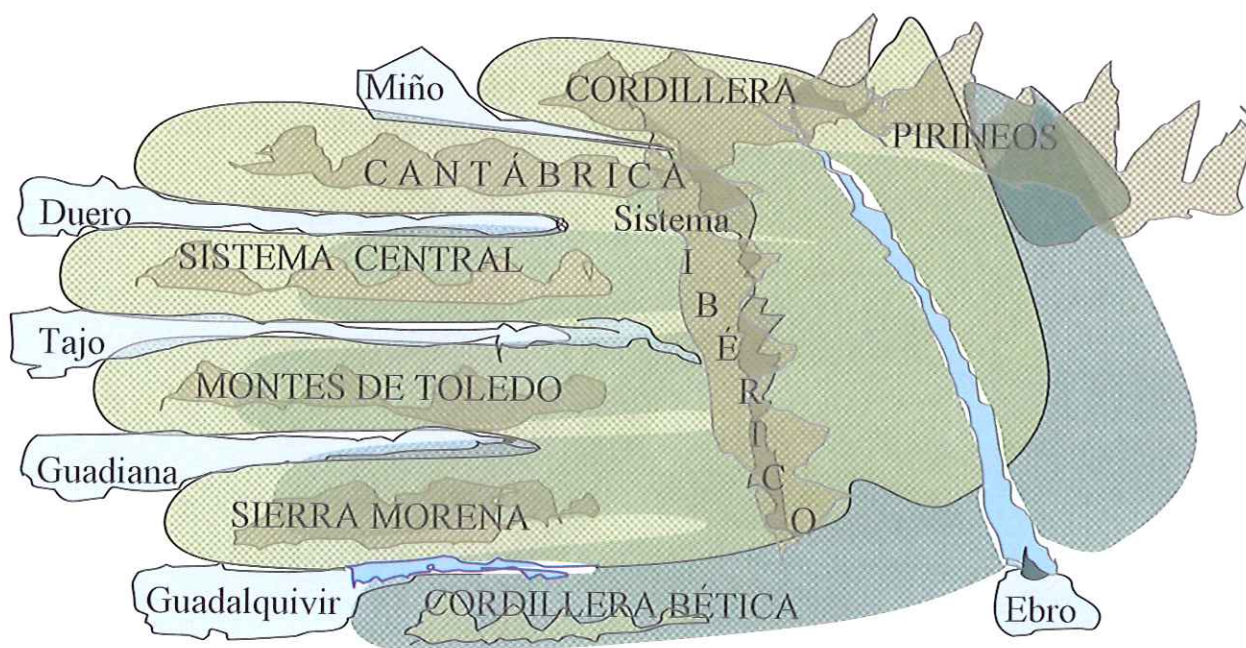 Miño
CORDILLERA
PIRINEOS
CANTÁBRICA
Duero
Sistema
IBÉRICO
SISTEMA CENTRAL
Tajo
MONTES DE TOLEDO
Guadiana
SIERRA MORENA
Guadalquivir
CORDILLERA BÉTICA
Ebro